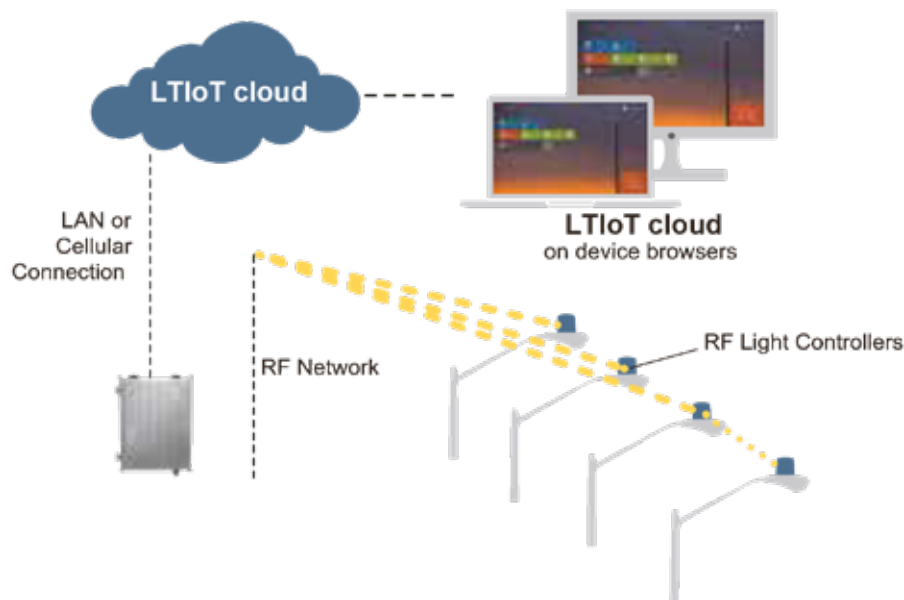 LTIoT cloud
LAN or
Cellular
Connection
LTIoT cloud
on device browsers
RF Network
RF Light Controllers